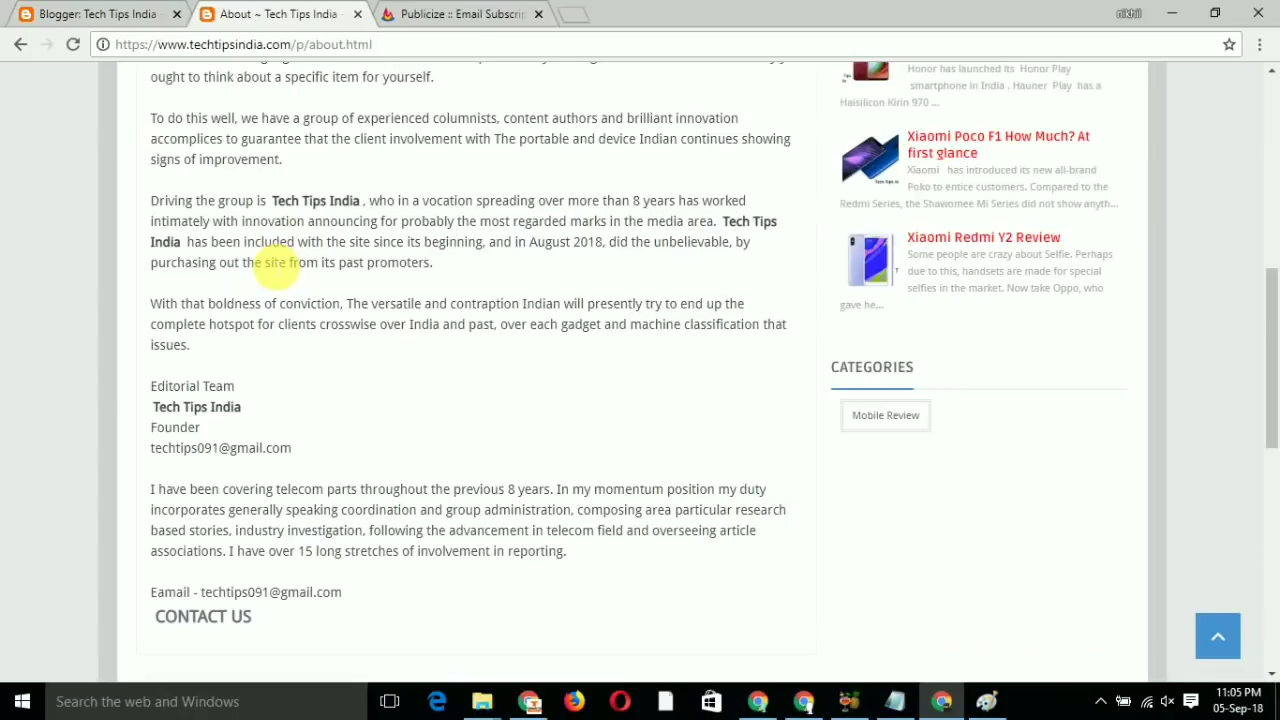 Blogger: Tech Tips India
About ~ Tech Tips India
Publicize :: Email Subscrip
nikhil
https://www.techtipsindia.com/p/about.html
ought to think about a specific item for yourself.
To do this well, we have a group of experienced columnists, content authors and brilliant innovation
accomplices to guarantee that the client involvement with The portable and device Indian continues showing
signs of improvement.
Driving the group is Tech Tips India , who in a vocation spreading over more than 8 years has worked
intimately with innovation announcing for probably the most regarded marks in the media area. Tech Tips
India has been included with the site since its beginning, and in August 2018, did the unbelievable, by
purchasing out the site from its past promoters.
With that boldness of conviction, The versatile and contraption Indian will presently try to end up the
complete hotspot for clients crosswise over India and past, over each gadget and machine classification that
issues.
Editorial Team
Tech Tips India
Founder
techtips091@gmail.com
I have been covering telecom parts throughout the previous 8 years. In my momentum position my duty
incorporates generally speaking coordination and group administration, composing area particular research
based stories, industry investigation, following the advancement in telecom field and overseeing article
associations. I have over 15 long stretches of involvement in reporting.
Eamail - techtips091@gmail.com
CONTACT US
Honor has launched its Honor Play
smartphone in India . Hauner Play has a
Haisilicon Kirin 970 ...
Xiaomi Poco F1 How Much? At
first glance
Xiaomi has introduced its new all-brand
Poko to entice customers. Compared to the
Redmi Series, the Shawomee Mi Series did not show anyth...
Xiaomi Redmi Y2 Review
Some people are crazy about Selfie. Perhaps
due to this, handsets are made for special
selfies in the market. Now take Oppo, who
gave he...
CATEGORIES
Mobile Review
Search the web and Windows
11:05 PM
05-Sep-18